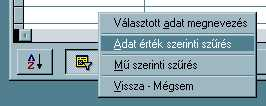 Választott adat megnevezés
Adat érték szerinti szűrés
Mű szerinti szűrés
Vissza - Mégsem
A
Z